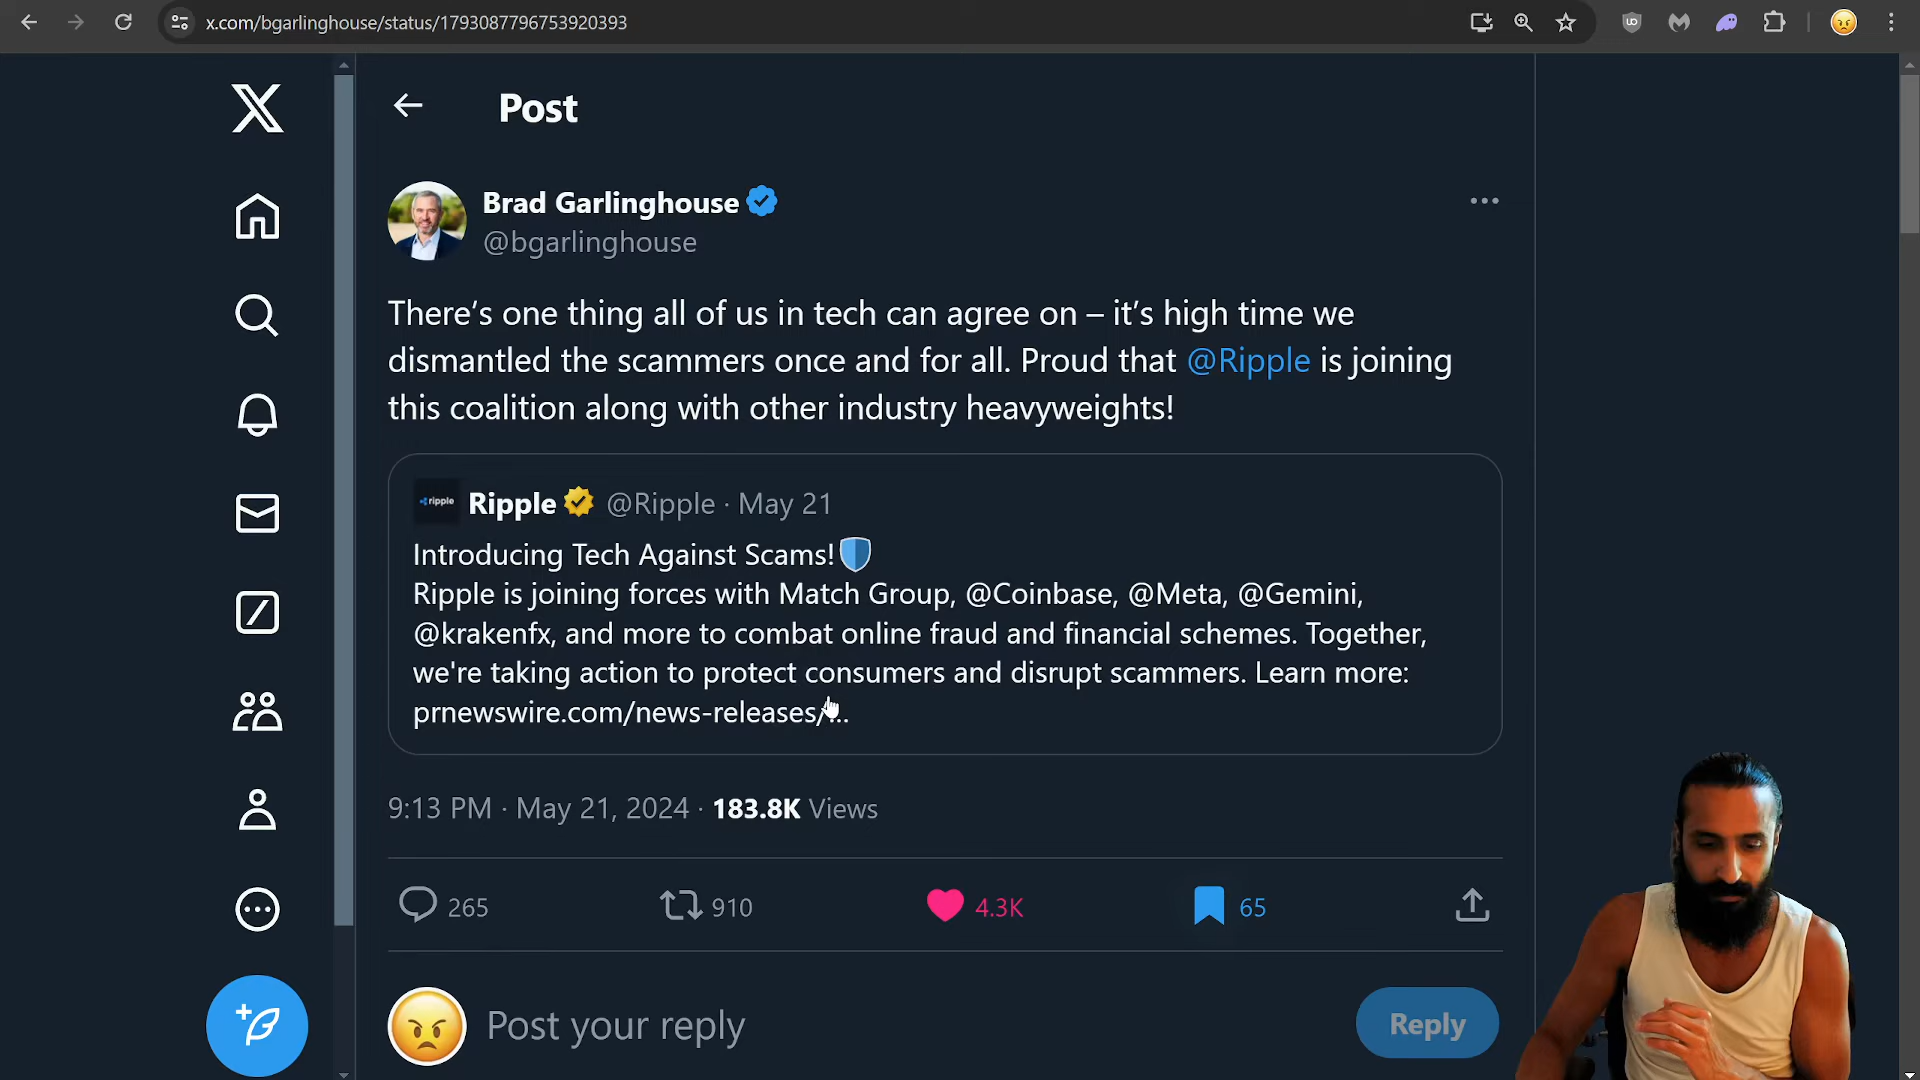 x.com/bgarlinghouse/status/1793087796753920393
Post
Brad Garlinghouse
@bgarlinghouse
There's one thing all of us in tech can agree on – it's high time we
dismantled the scammers once and for all. Proud that @Ripple is joining
this coalition along with other industry heavyweights!
ripple
Ripple @Ripple · May 21
Introducing Tech Against Scams!🛡️
Ripple is joining forces with Match Group, @Coinbase, @Meta, @Gemini,
@krakenfx, and more to combat online fraud and financial schemes. Together,
we're taking action to protect consumers and disrupt scammers. Learn more:
prnewswire.com/news-releases/...
9:13 PM · May 21, 2024 · 183.8K Views
265 910 4.3K 65
Post your reply
Reply